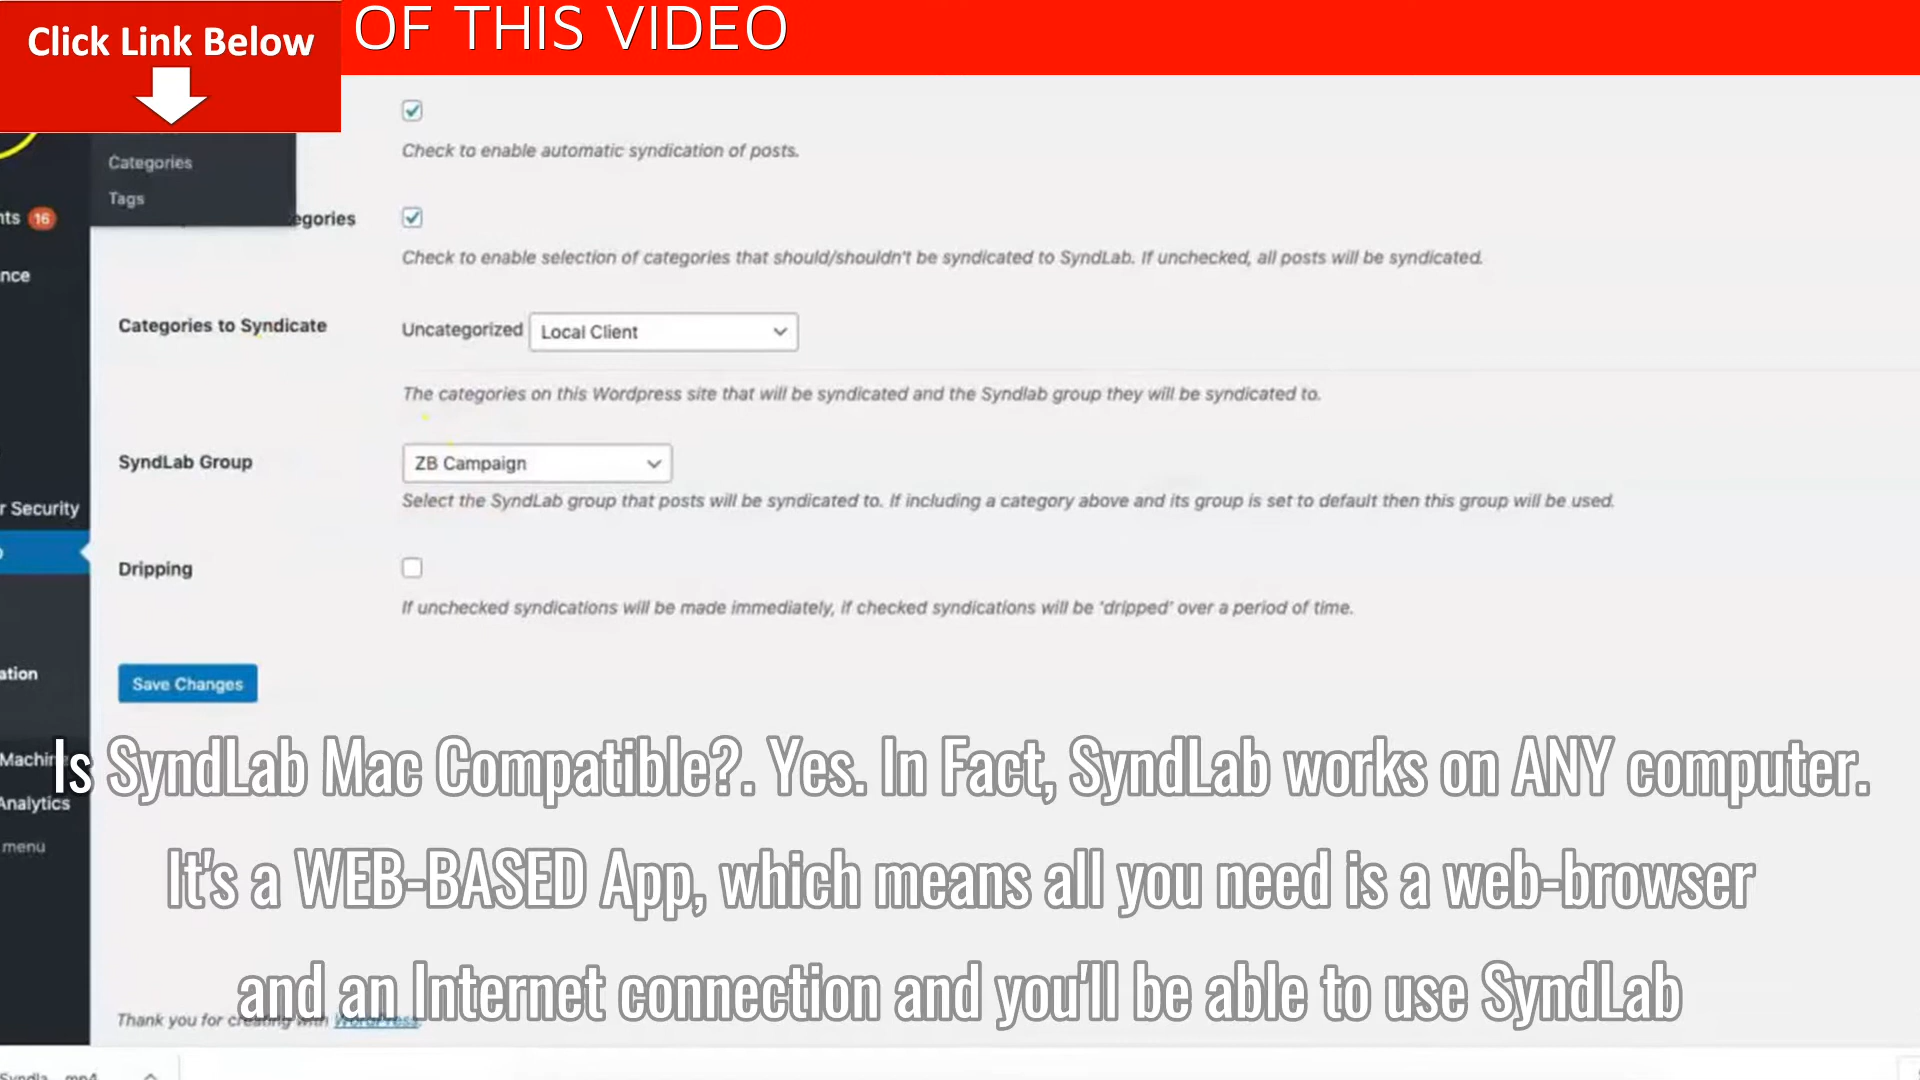 Click Link Below
OF THIS VIDEO
Check to enable automatic syndication of posts.
Categories
Tags
nts 16
egories
Check to enable selection of categories that should/shouldn't be syndicated to SyndLab. If unchecked, all posts will be syndicated.
nce
Categories to Syndicate
Uncategorized Local Client
The categories on this Wordpress site that will be syndicated and the Syndlab group they will be syndicated to.
SyndLab Group
ZB Campaign
Select the SyndLab group that posts will be syndicated to. If including a category above and its group is set to default then this group will be used.
r Security
Dripping
If unchecked syndications will be made immediately, if checked syndications will be 'dripped' over a period of time.
ation
Save Changes
Machin
Is SyndLab Mac Compatible?. Yes. In Fact, SyndLab works on ANY computer.
Analytics
menu
It's a WEB-BASED App, which means all you need is a web-browser
and an Internet connection and you'll be able to use SyndLab
Thank you for creating with WordPress.